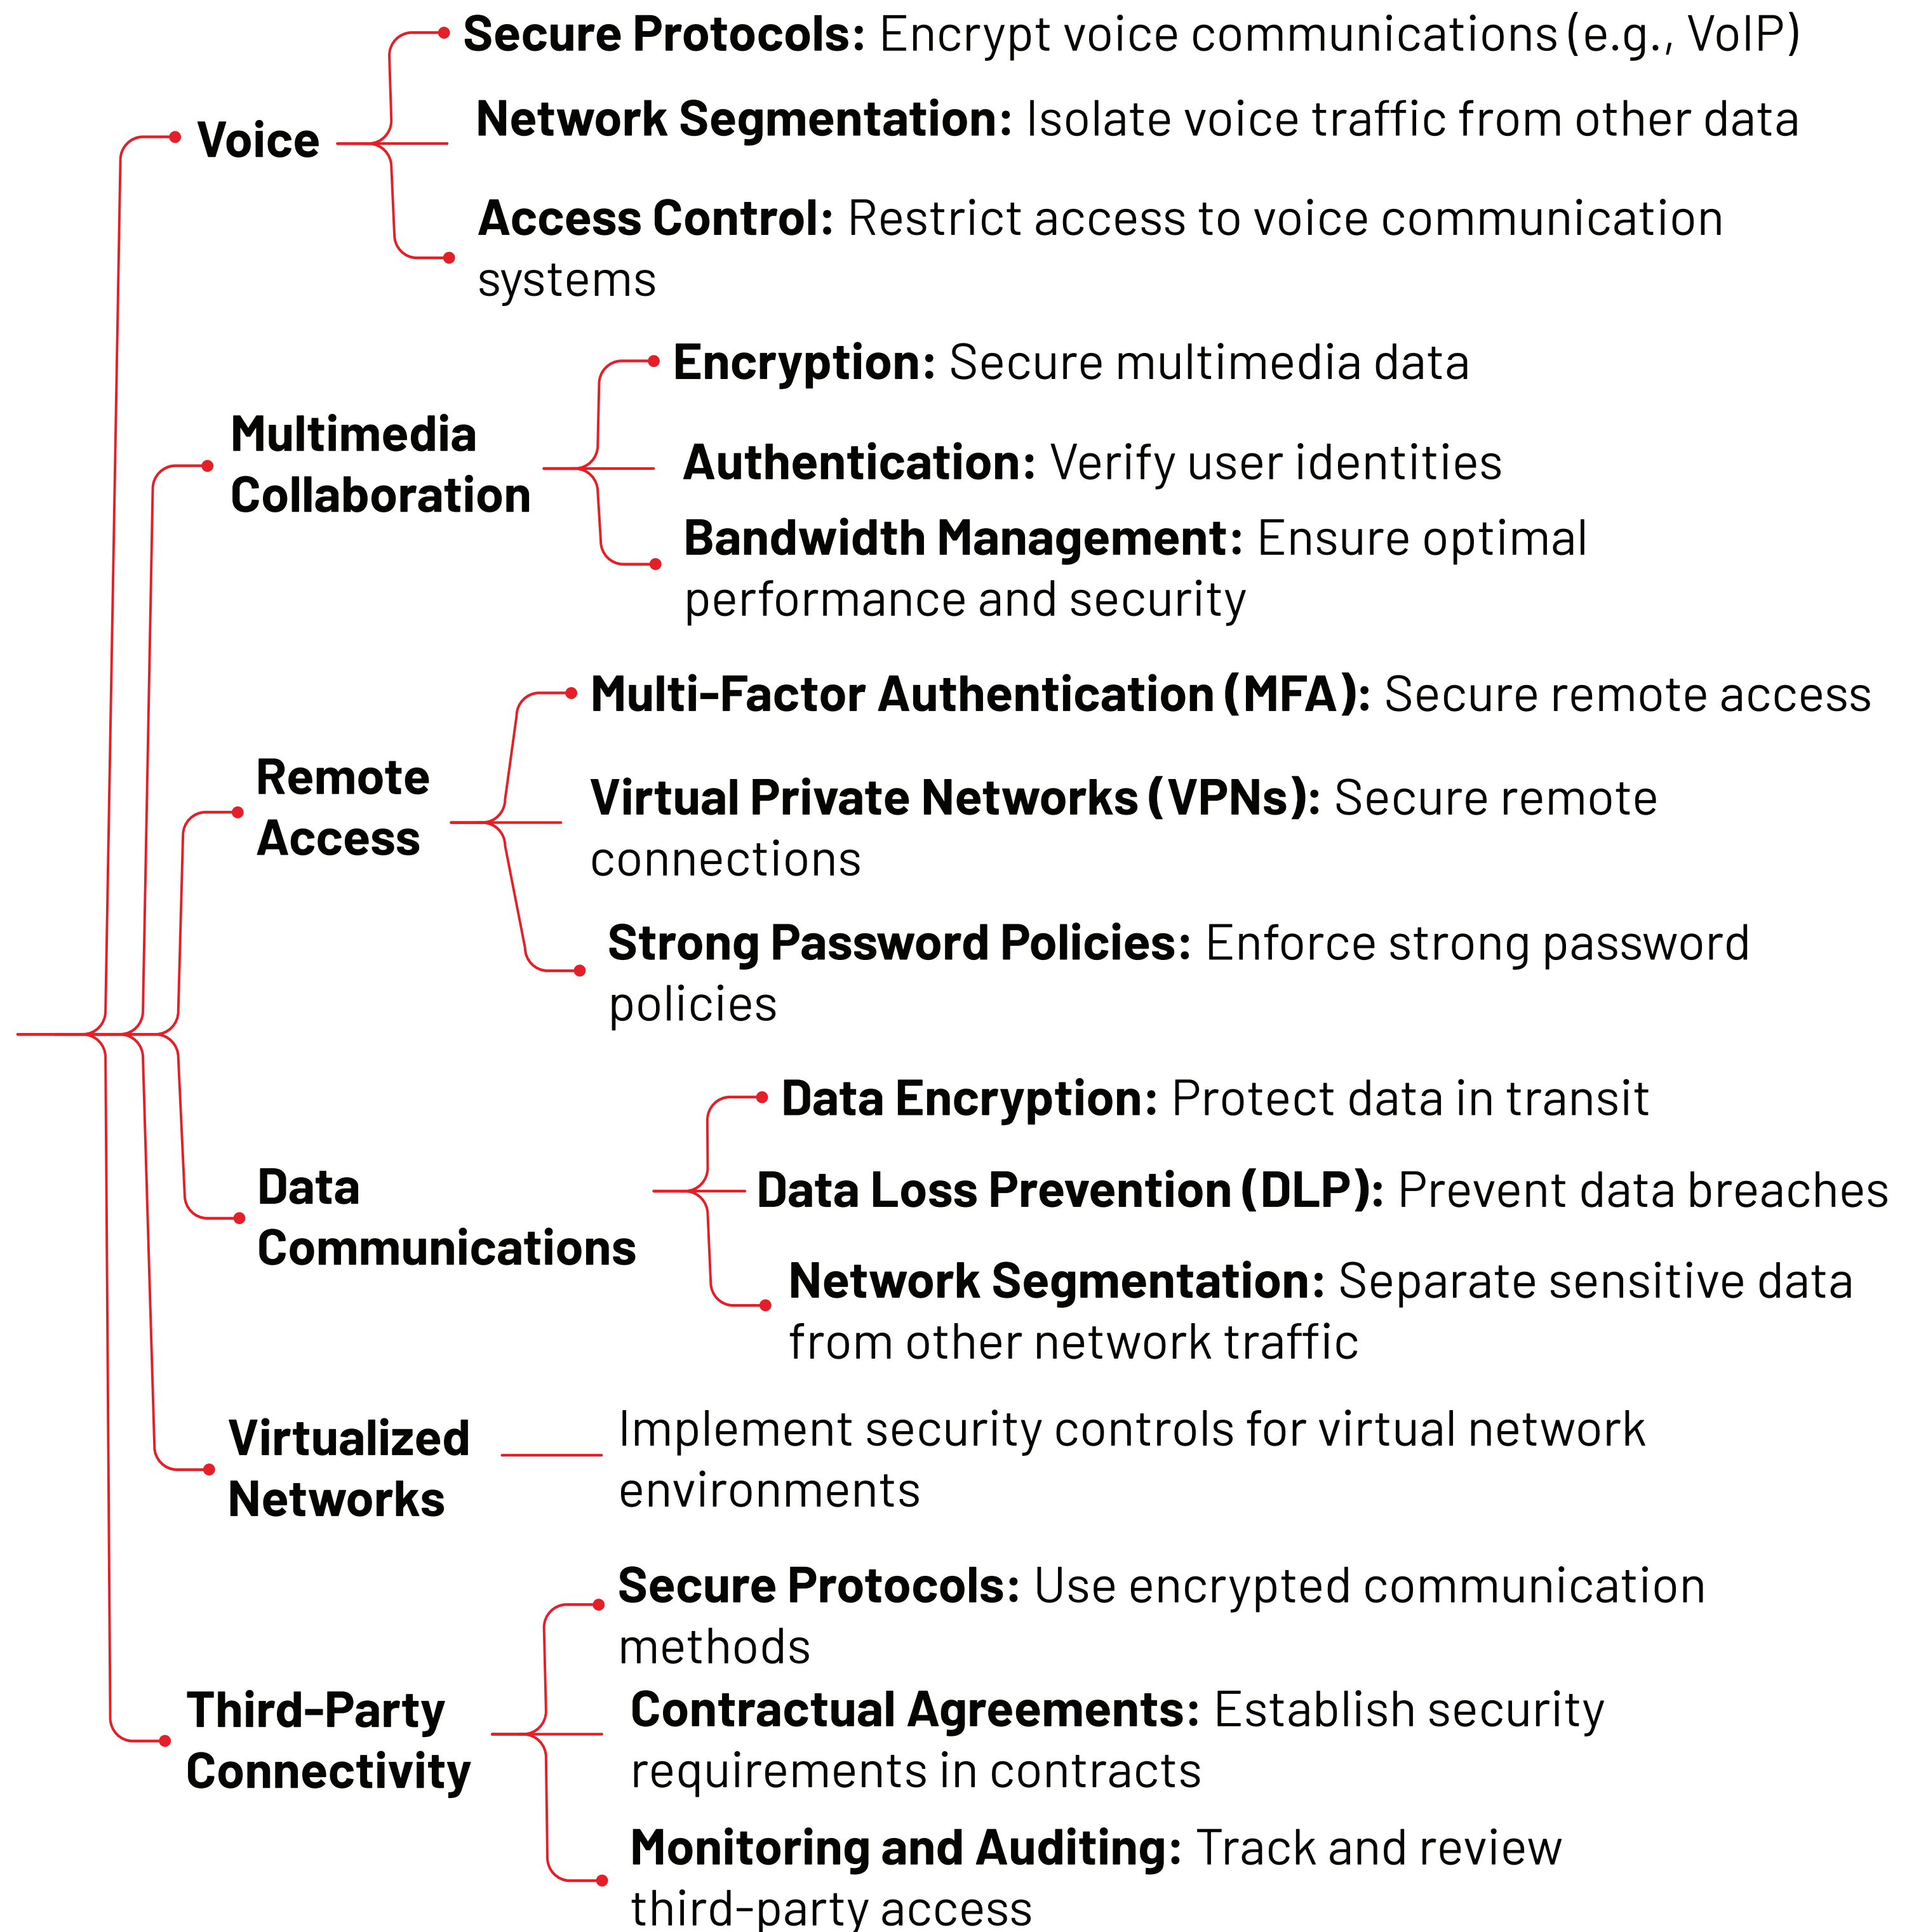 Secure Protocols: Encrypt voice communications (e.g., VoIP)
Voice
Network Segmentation: Isolate voice traffic from other data
Access Control: Restrict access to voice communication
systems
Multimedia
Collaboration
Encryption: Secure multimedia data
Authentication: Verify user identities
Bandwidth Management: Ensure optimal
performance and security
Remote
Access
Multi-Factor Authentication (MFA): Secure remote access
Virtual Private Networks (VPNs): Secure remote
connections
Strong Password Policies: Enforce strong password
policies
Data
Communications
Data Encryption: Protect data in transit
Data Loss Prevention (DLP): Prevent data breaches
Network Segmentation: Separate sensitive data
from other network traffic
Virtualized
Networks
Implement security controls for virtual network
environments
Third-Party
Connectivity
Secure Protocols: Use encrypted communication
methods
Contractual Agreements: Establish security
requirements in contracts
Monitoring and Auditing: Track and review
third-party access